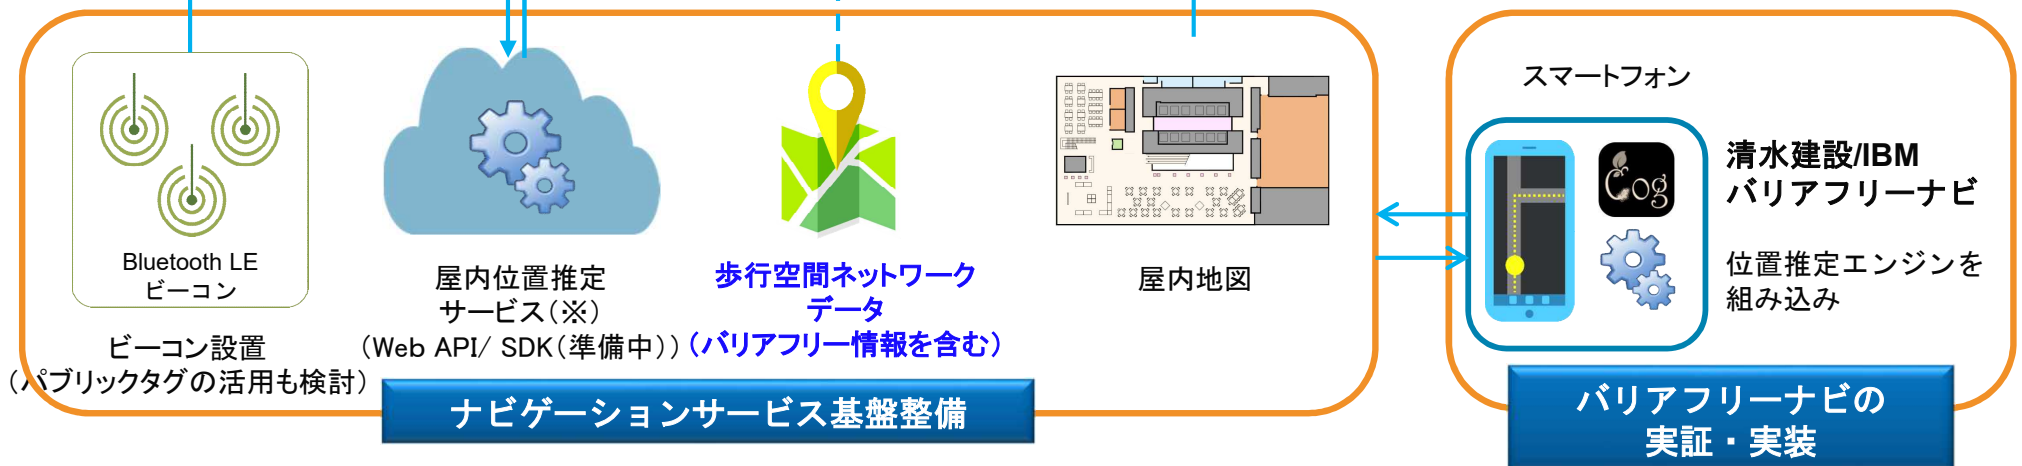 Bluetooth LE
ビーコン
ビーコン設置
（パブリックタグの活用も検討）
屋内位置推定
サービス（※）
（Web API/ SDK（準備中））
歩行空間ネットワーク
データ
（バリアフリー情報を含む）
屋内地図
ナビゲーションサービス基盤整備
スマートフォン
Cog
清水建設/IBM
バリアフリーナビ
位置推定エンジンを
組み込み
バリアフリーナビの
実証・実装